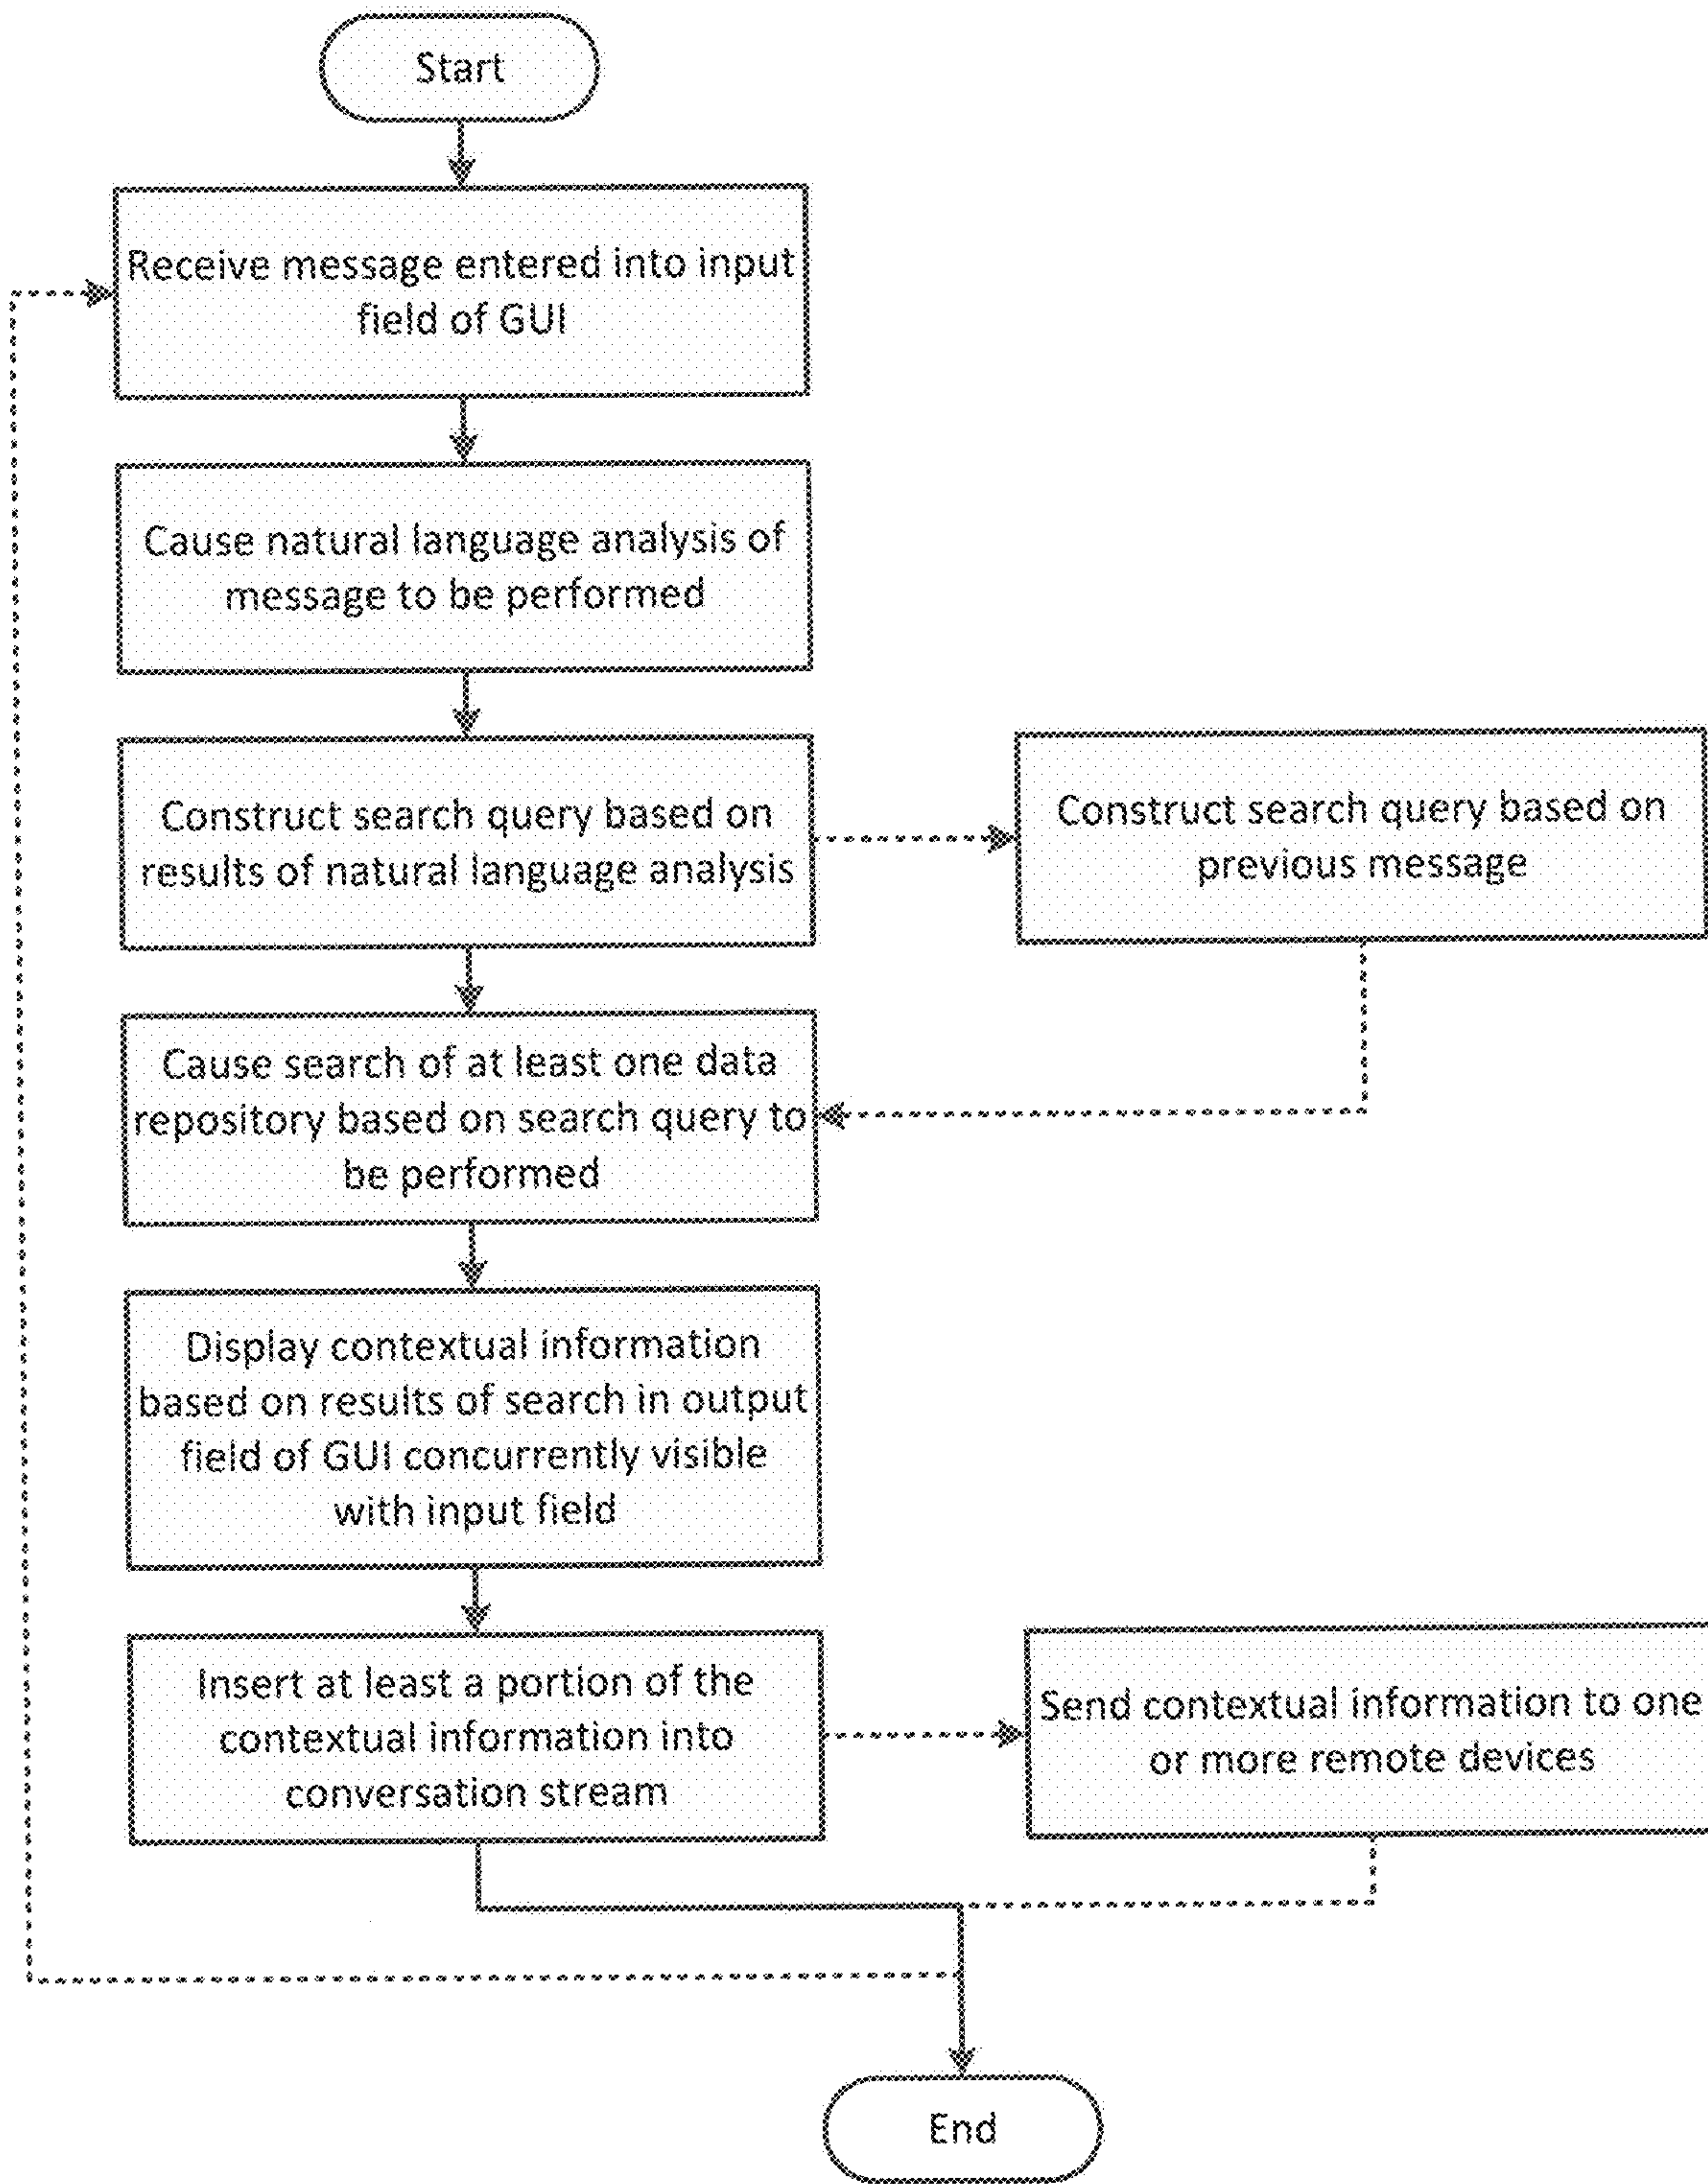 Start
Receive message entered into input
field of GUI
Cause natural language analysis of
message to be performed
Construct search query based on
results of natural language analysis
Construct search query based on
previous message
Cause search of at least one data
repository based on search query to
be performed
Display contextual information
based on results of search in output
field of GUI concurrently visible
with input field
Insert at least a portion of the
contextual information into
conversation stream
Send contextual information to one
or more remote devices
End